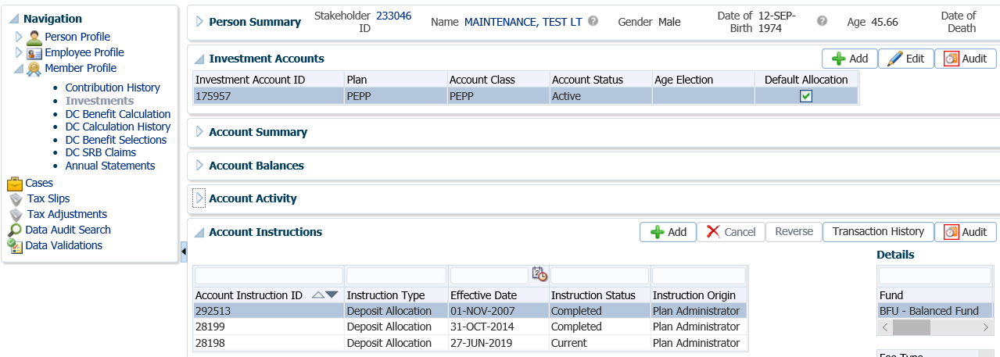 Navigation
Person Profile
Employee Profile
Member Profile
Contribution History
Investments
DC Benefit Calculation
DC Calculation History
DC Benefit Selections
DC SRB Claims
Annual Statements
Cases
Tax Slips
Tax Adjustments
Data Audit Search
Data Validations
Person Summary Stakeholder ID 233046 Name MAINTENANCE, TEST LT Gender Male Date of Birth 12-SEP-1974 Age 45.66 Date of Death
Investment Accounts Add Edit Audit
Investment Account ID Plan Account Class Account Status Age Election Default Allocation
175957 PEPP PEPP Active
Account Summary
Account Balances
Account Activity
Account Instructions Add Cancel Reverse Transaction History Audit
Details
Account Instruction ID Instruction Type Effective Date Instruction Status Instruction Origin
292513 Deposit Allocation 01-NOV-2007 Completed Plan Administrator
28199 Deposit Allocation 31-OCT-2014 Completed Plan Administrator
28198 Deposit Allocation 27-JUN-2019 Current Plan Administrator
Fund
BFU - Balanced Fund
Fee Type